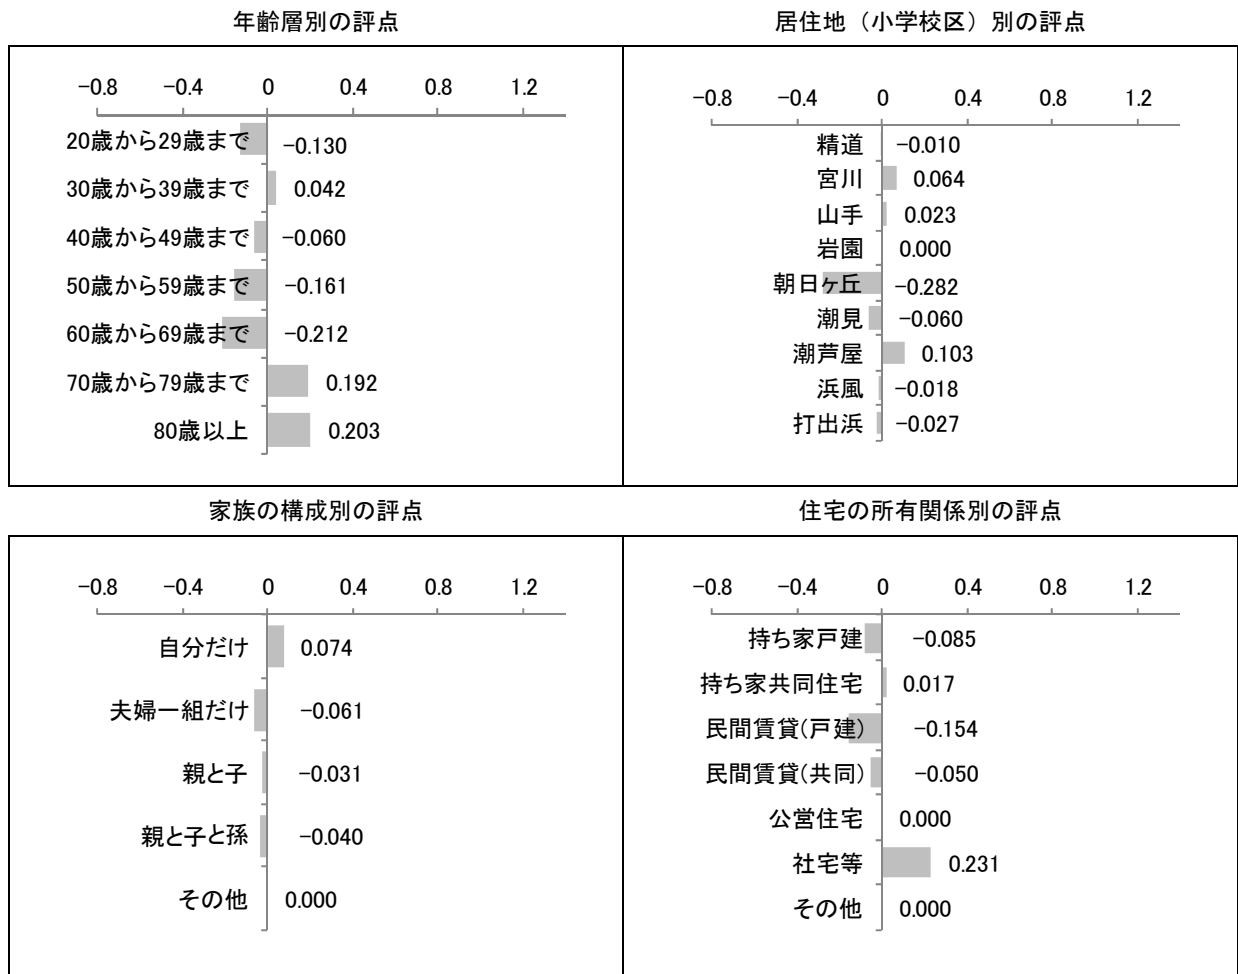 年齢層別の評点
−0.8 −0.4 0 0.4 0.8 1.2
20歳から29歳まで −0.130
30歳から39歳まで 0.042
40歳から49歳まで −0.060
50歳から59歳まで −0.161
60歳から69歳まで −0.212
70歳から79歳まで 0.192
80歳以上 0.203
居住地（小学校区）別の評点
−0.8 −0.4 0 0.4 0.8 1.2
精道 −0.010
宮川 0.064
山手 0.023
岩園 0.000
朝日ヶ丘 −0.282
潮見 −0.060
潮芦屋 0.103
浜風 −0.018
打出浜 −0.027
家族の構成別の評点
−0.8 −0.4 0 0.4 0.8 1.2
自分だけ 0.074
夫婦一組だけ −0.061
親と子 −0.031
親と子と孫 −0.040
その他 0.000
住宅の所有関係別の評点
−0.8 −0.4 0 0.4 0.8 1.2
持ち家戸建 −0.085
持ち家共同住宅 0.017
民間賃貸(戸建) −0.154
民間賃貸(共同) −0.050
公営住宅 0.000
社宅等 0.231
その他 0.000